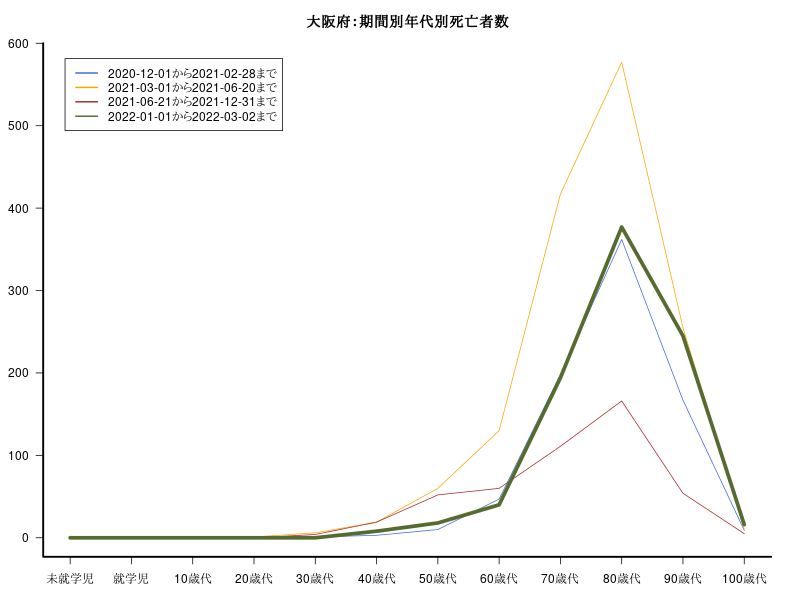 大阪府：期間別年代別死亡者数
600
500
400
300
200
100
0
2020-12-01から2021-02-28まで
2021-03-01から2021-06-20まで
2021-06-21から2021-12-31まで
2022-01-01から2022-03-02まで
未就学児 就学児 10歳代 20歳代 30歳代 40歳代 50歳代 60歳代 70歳代 80歳代 90歳代 100歳代